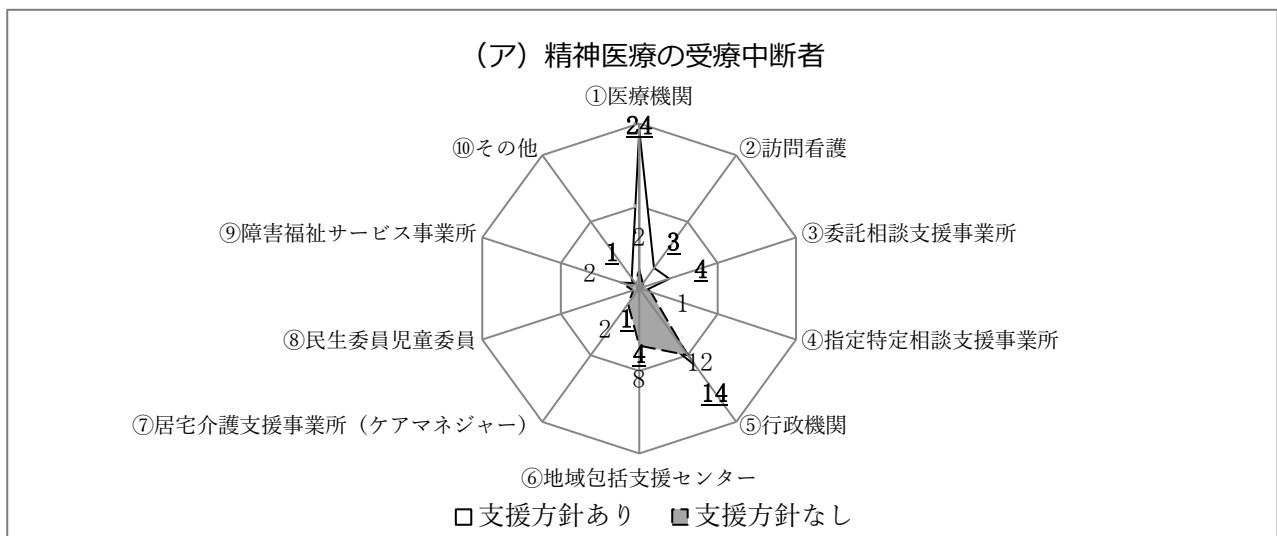 （ア）精神医療の受療中断者
①医療機関
24
⑩その他
②訪問看護
⑨障害福祉サービス事業所
2
1
3
③委託相談支援事業所
2
4
1
⑧民生委員児童委員
2
1
④指定特定相談支援事業所
4
12
8
14
⑦居宅介護支援事業所（ケアマネジャー）
⑤行政機関
⑥地域包括支援センター
支援方針あり 支援方針なし